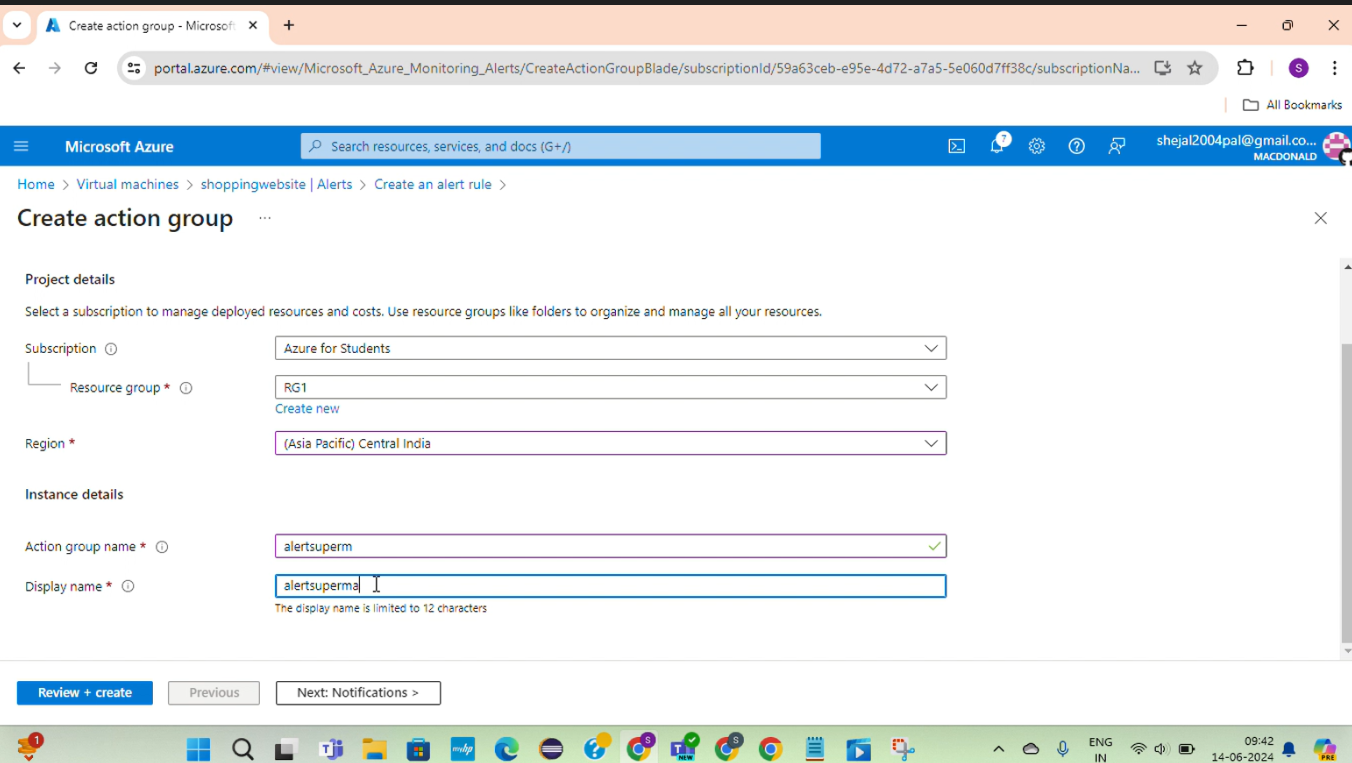 Create action group - Microsof
portal.azure.com/#view/Microsoft_Azure_Monitoring_Alerts/CreateActionGroupBlade/subscriptionId/59a63ceb-e95e-4d72-a7a5-5e060d7ff38c/subscriptionNa...
S
All Bookmarks
Microsoft Azure
Search resources, services, and docs (G+/)
7
shejal2004pal@gmail.co...
MACDONALD
Home > Virtual machines > shoppingwebsite | Alerts > Create an alert rule >
Create action group ...
Project details
Select a subscription to manage deployed resources and costs. Use resource groups like folders to organize and manage all your resources.
Subscription
Azure for Students
Resource group *
RG1
Create new
Region *
(Asia Pacific) Central India
Instance details
Action group name *
alertsuperm
Display name *
alertsuperma
The display name is limited to 12 characters
Review + create
Previous
Next: Notifications >
1
myhp
S
NEW
S
ENG
IN
09:42
14-06-2024
PRE